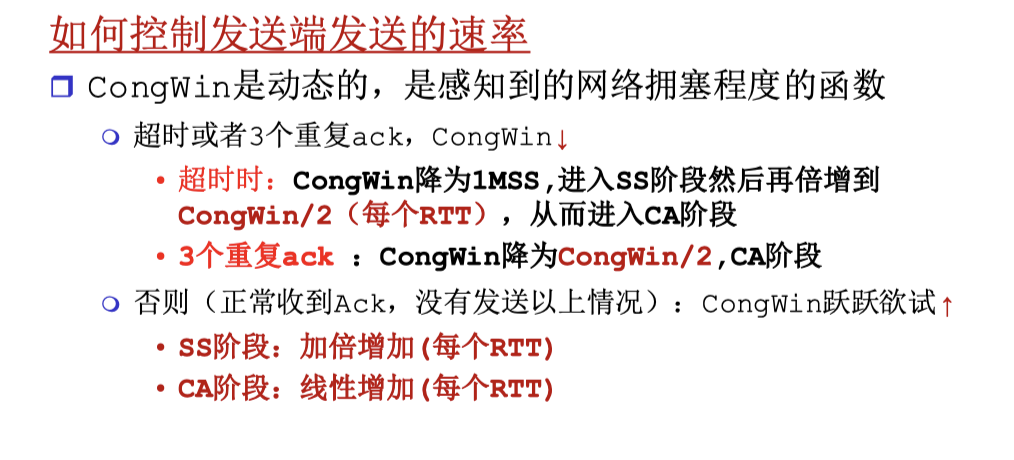 如何控制发送端发送的速率
CongWin是动态的，是感知到的网络拥塞程度的函数
超时或者3个重复ack，CongWin↓
• 超时时：CongWin降为1MSS,进入SS阶段然后再倍增到
CongWin/2（每个RTT），从而进入CA阶段
• 3个重复ack ：CongWin降为CongWin/2,CA阶段
否则（正常收到Ack，没有发送以上情况）：CongWin跃跃欲试↑
• SS阶段：加倍增加(每个RTT)
• CA阶段：线性增加(每个RTT)